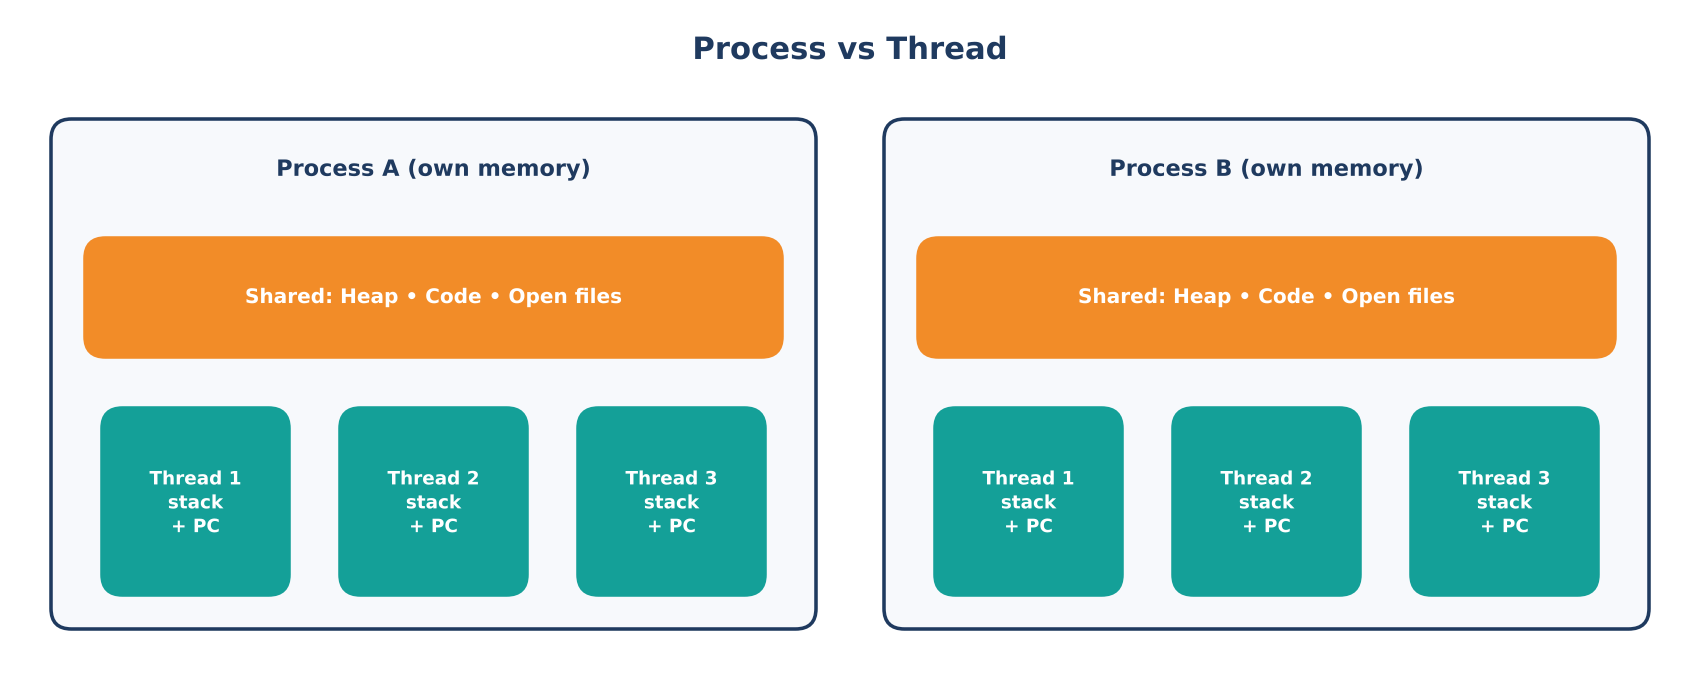 Process vs Thread
Process A (own memory)
Shared: Heap • Code • Open files
Thread 1
stack
+ PC
Thread 2
stack
+ PC
Thread 3
stack
+ PC
Process B (own memory)
Shared: Heap • Code • Open files
Thread 1
stack
+ PC
Thread 2
stack
+ PC
Thread 3
stack
+ PC